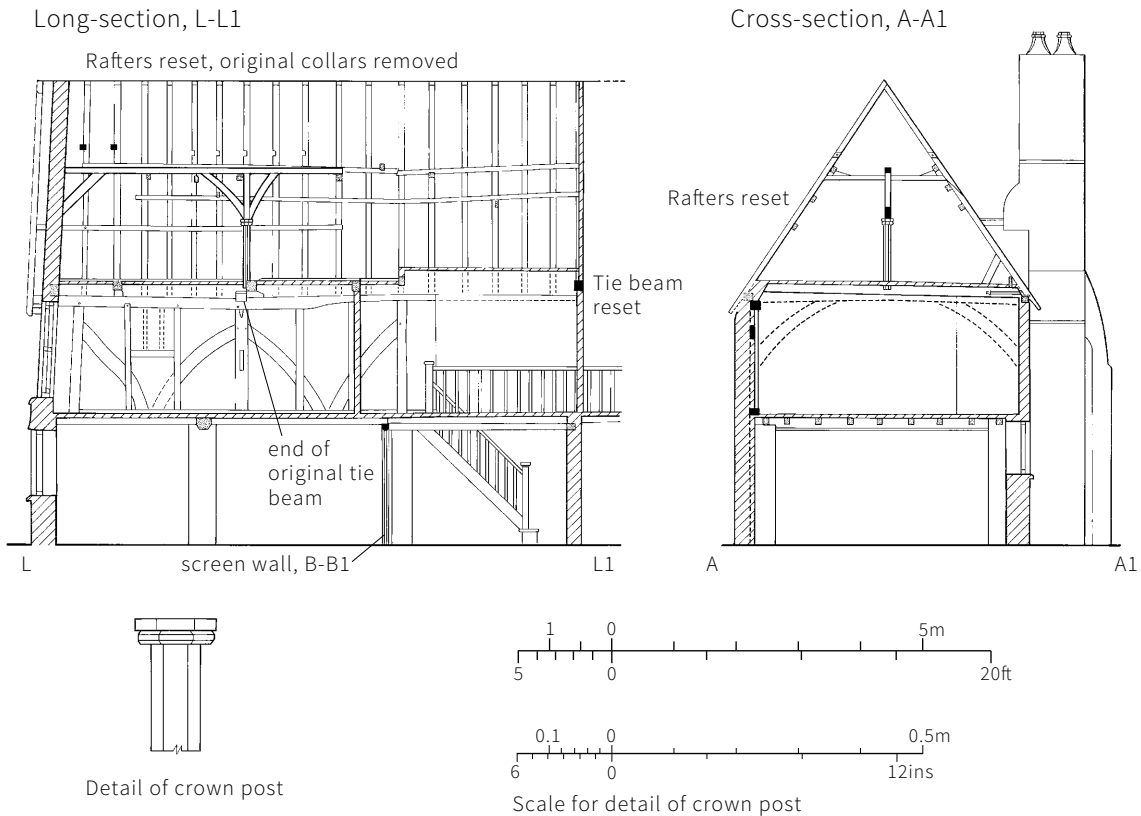 Long-section, L-L1
Cross-section, A-A1
Rafters reset, original collars removed
Rafters reset
Tie beam
reset
end of
original tie
beam
L
screen wall, B-B1
L1
A
A1
1 0 5m
5 0 20ft
0.1 0 0.5m
6 0 12ins
Detail of crown post
Scale for detail of crown post